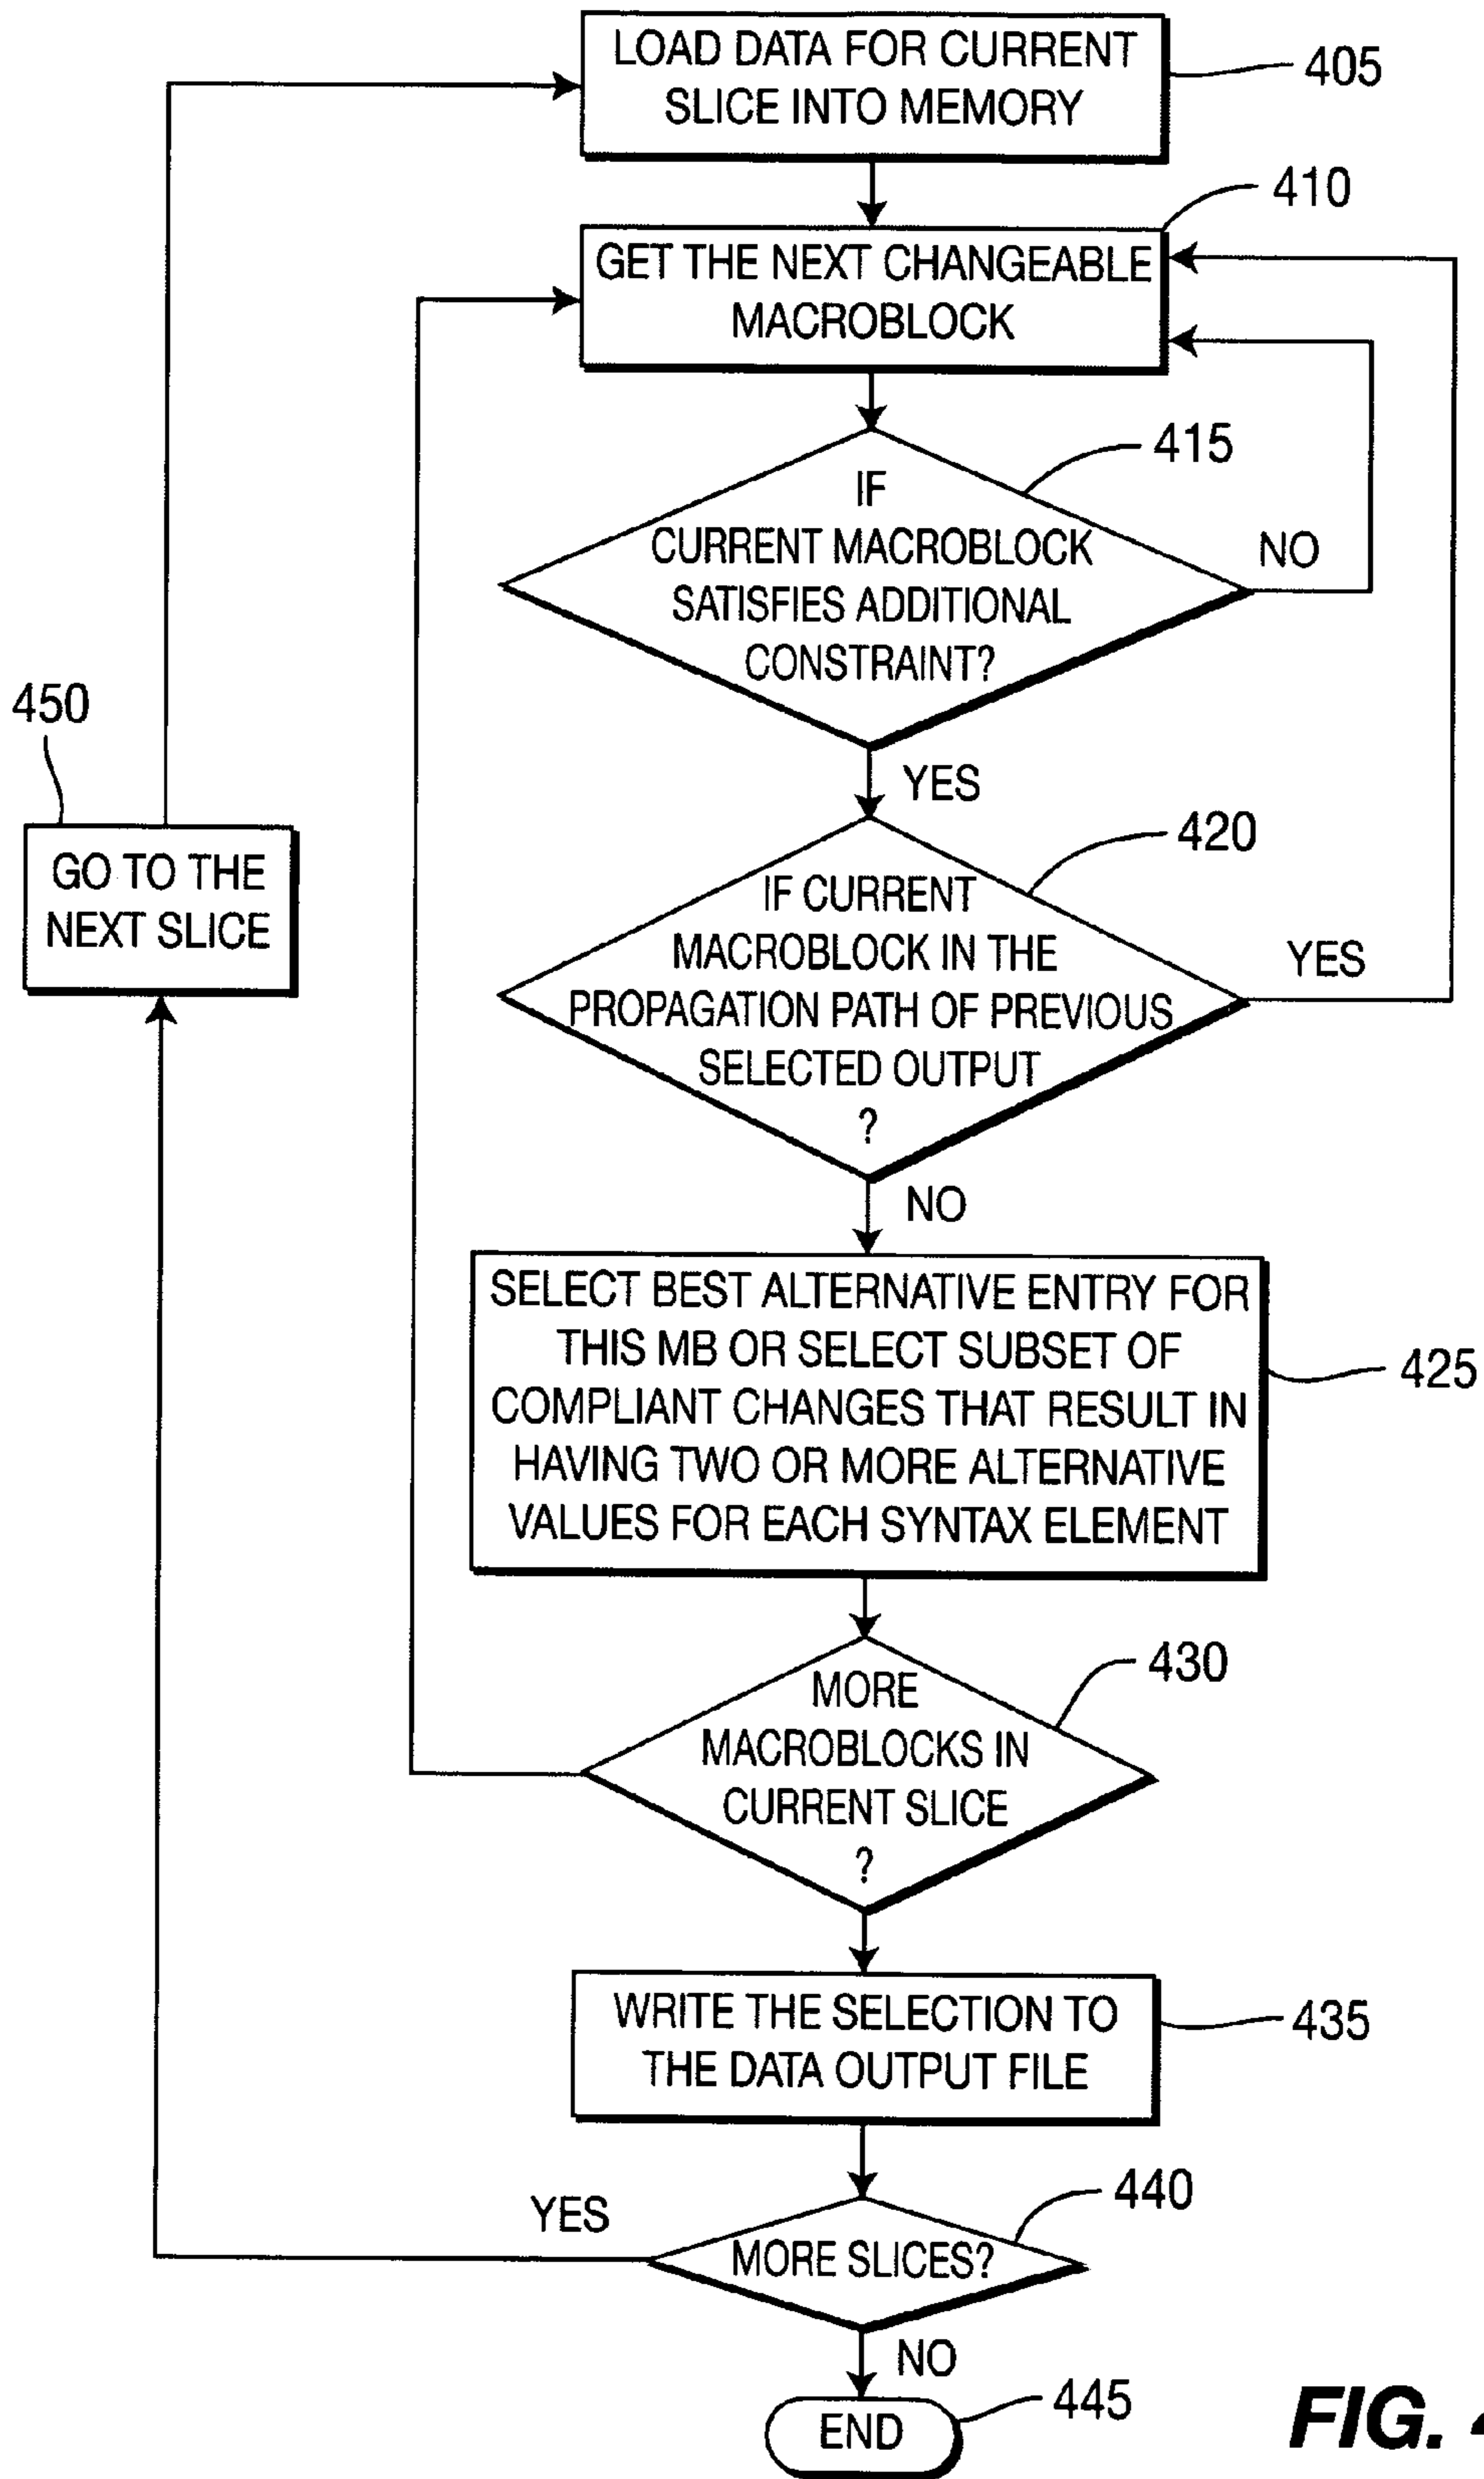 LOAD DATA FOR CURRENT
SLICE INTO MEMORY
405
410
GET THE NEXT CHANGEABLE
MACROBLOCK
415
IF
CURRENT MACROBLOCK
SATISFIES ADDITIONAL
CONSTRAINT?
NO
YES
450
GO TO THE
NEXT SLICE
420
IF CURRENT
MACROBLOCK IN THE
PROPAGATION PATH OF PREVIOUS
SELECTED OUTPUT
?
YES
NO
SELECT BEST ALTERNATIVE ENTRY FOR
THIS MB OR SELECT SUBSET OF
COMPLIANT CHANGES THAT RESULT IN
HAVING TWO OR MORE ALTERNATIVE
VALUES FOR EACH SYNTAX ELEMENT
425
430
MORE
MACROBLOCKS IN
CURRENT SLICE
?
WRITE THE SELECTION TO
THE DATA OUTPUT FILE
435
440
YES
MORE SLICES?
NO
END
445
FIG. 4